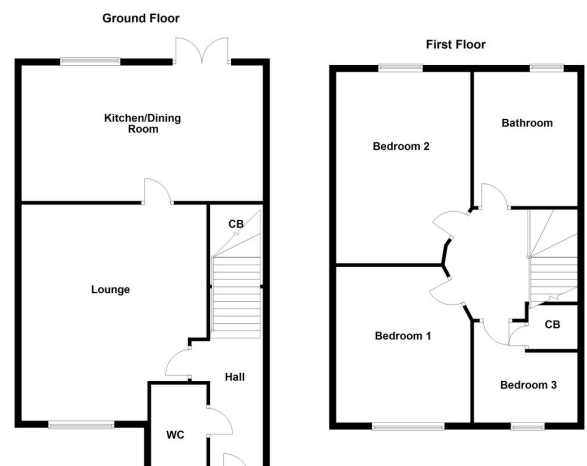 Ground Floor
Kitchen/Dining
Room
CB
Lounge
Hall
WC
First Floor
Bedroom 2
Bathroom
Bedroom 1
CB
Bedroom 3